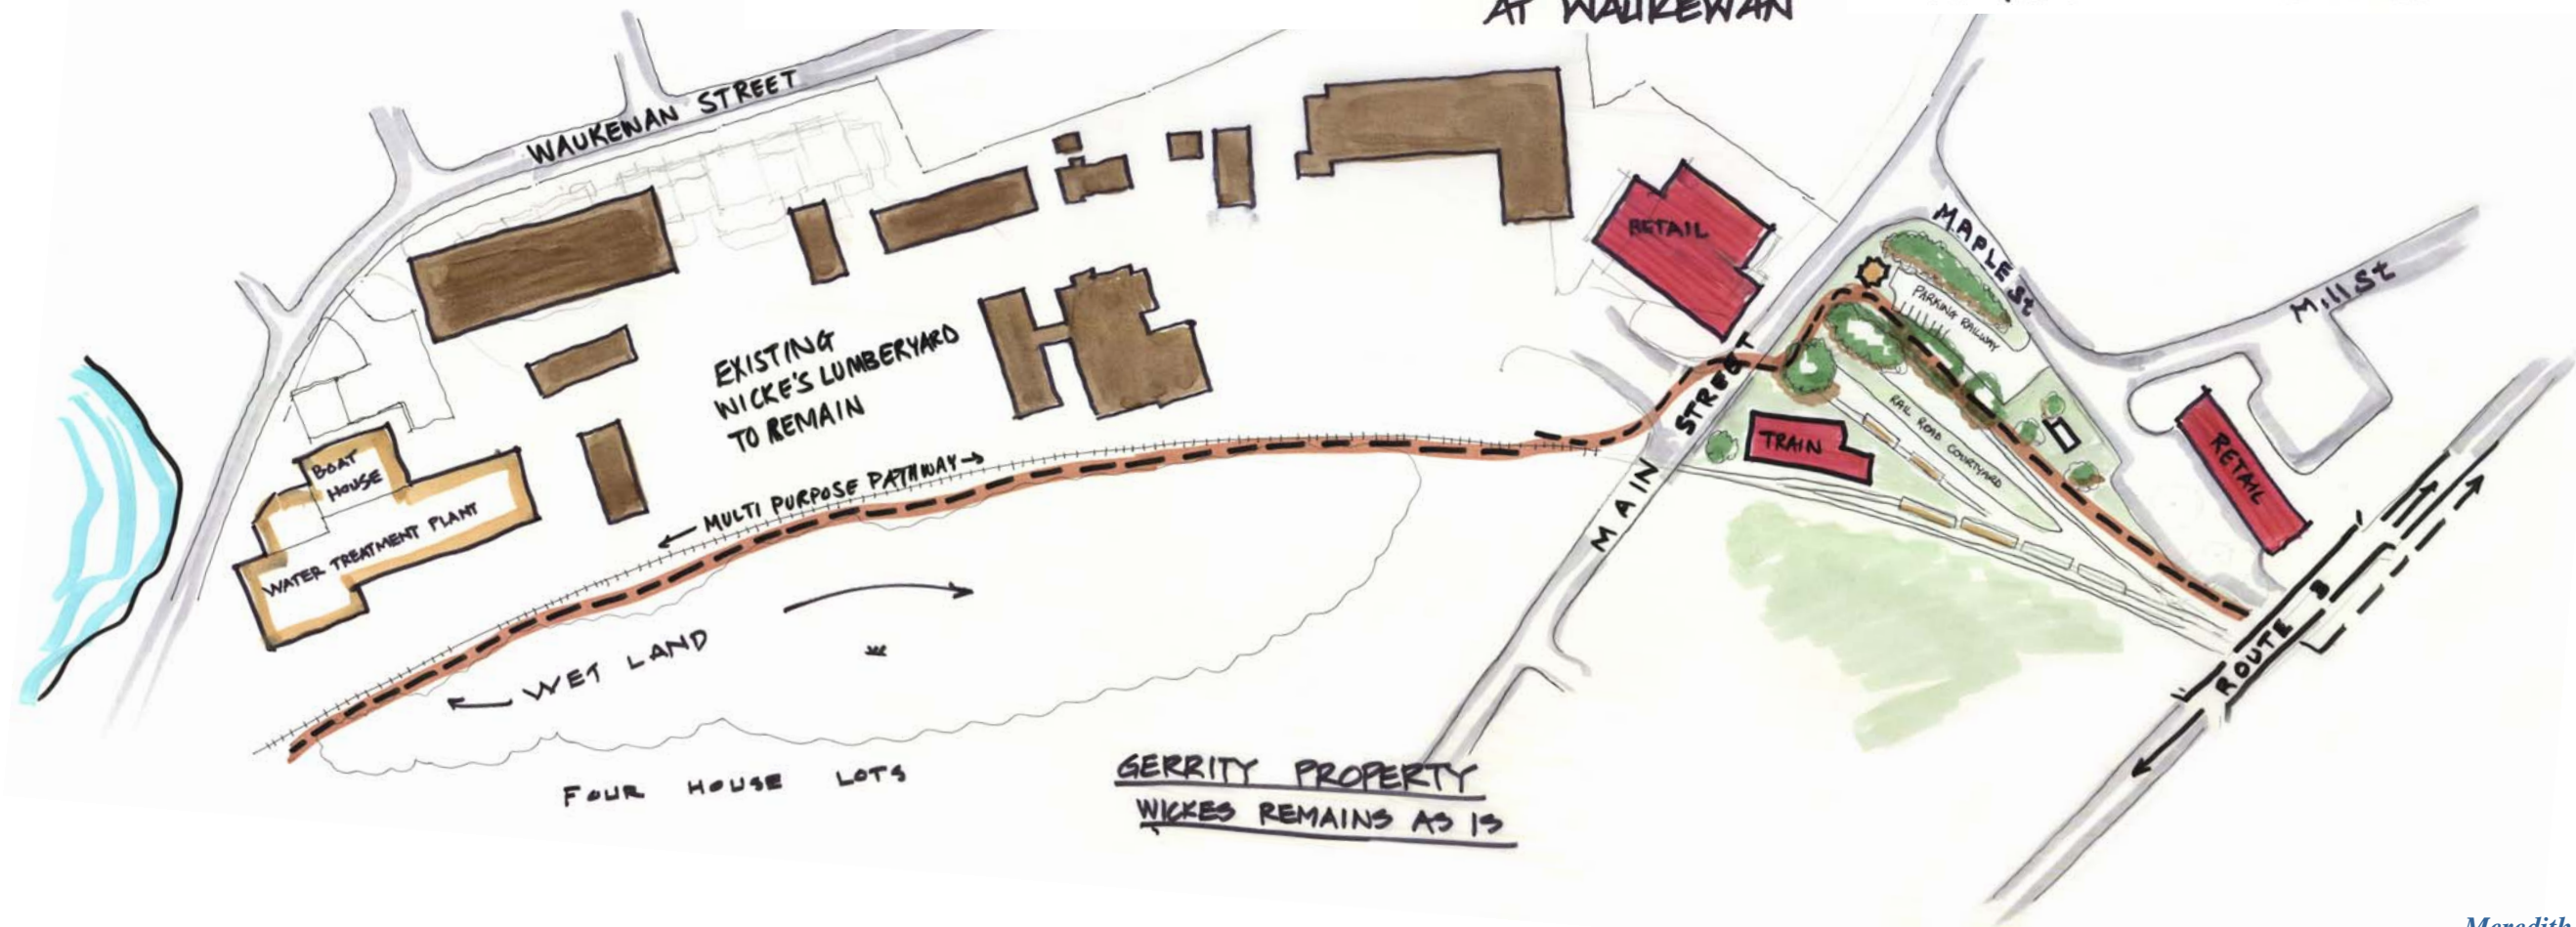 AT WAUKEWAN
WAUKEWAN STREET
RETAIL
MAPLE St
PARKING RAILWAY
Mill St
EXISTING
WICKE'S LUMBERYARD
TO REMAIN
MAIN STREET
RAIL ROAD COURTYARD
TRAIN
RETAIL
BOAT
HOUSE
WATER TREATMENT PLANT
MULTI PURPOSE PATHWAY
WET LAND
ROUTE 3
FOUR HOUSE LOTS
GERRITY PROPERTY
WICKES REMAINS AS IS
Meredith